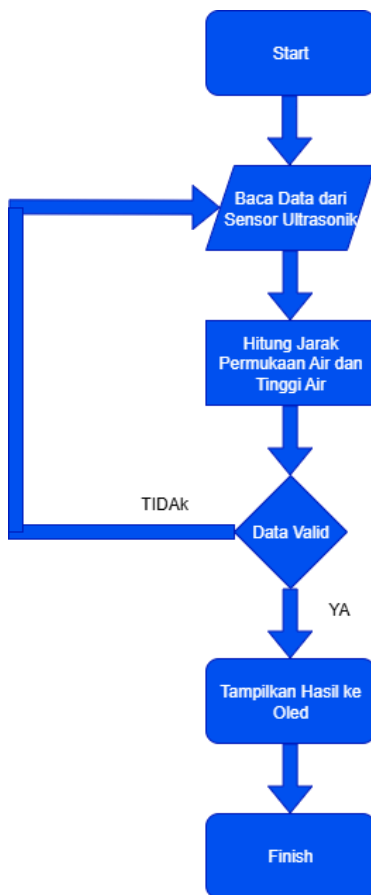 Start
Baca Data dari
Sensor Ultrasonik
Hitung Jarak
Permukaan Air dan
Tinggi Air
TIDAk
Data Valid
YA
Tampilkan Hasil ke
Oled
Finish